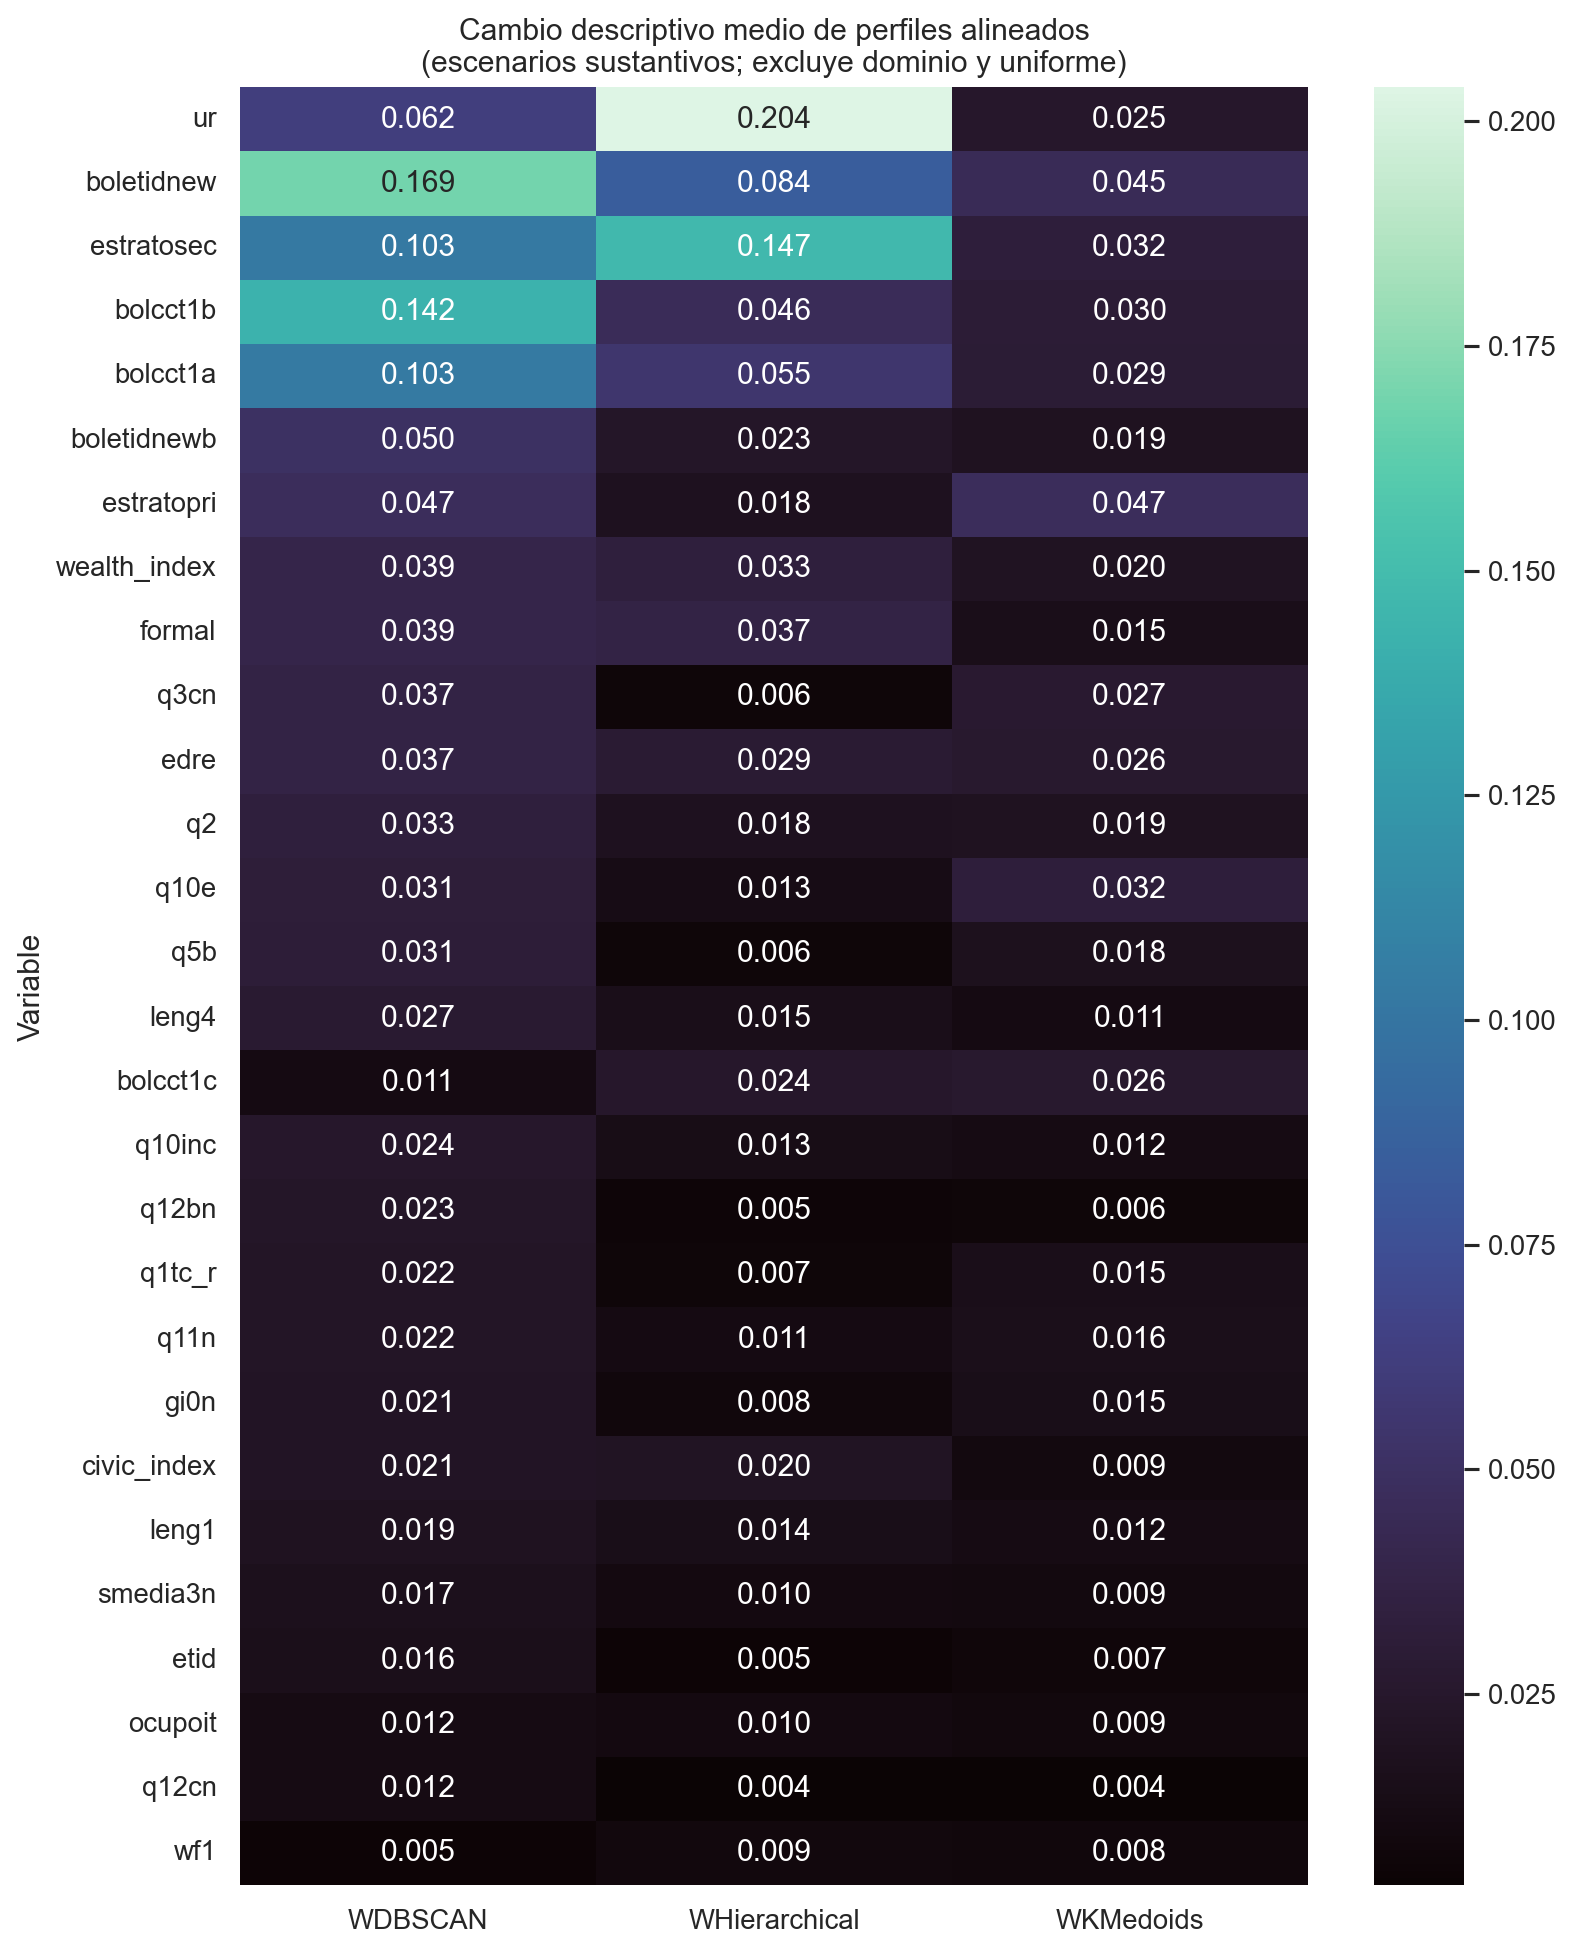 Cambio descriptivo medio de perfiles alineados
(escenarios sustantivos; excluye dominio y uniforme)
Variable
ur 0.062 0.204 0.025
boletidnew 0.169 0.084 0.045
estratosec 0.103 0.147 0.032
bolcct1b 0.142 0.046 0.030
bolcct1a 0.103 0.055 0.029
boletidnewb 0.050 0.023 0.019
estratopri 0.047 0.018 0.047
wealth_index 0.039 0.033 0.020
formal 0.039 0.037 0.015
q3cn 0.037 0.006 0.027
edre 0.037 0.029 0.026
q2 0.033 0.018 0.019
q10e 0.031 0.013 0.032
q5b 0.031 0.006 0.018
leng4 0.027 0.015 0.011
bolcct1c 0.011 0.024 0.026
q10inc 0.024 0.013 0.012
q12bn 0.023 0.005 0.006
q1tc_r 0.022 0.007 0.015
q11n 0.022 0.011 0.016
gi0n 0.021 0.008 0.015
civic_index 0.021 0.020 0.009
leng1 0.019 0.014 0.012
smedia3n 0.017 0.010 0.009
etid 0.016 0.005 0.007
ocupoit 0.012 0.010 0.009
q12cn 0.012 0.004 0.004
wf1 0.005 0.009 0.008
WDBSCAN WHierarchical WKMedoids
0.200
0.175
0.150
0.125
0.100
0.075
0.050
0.025